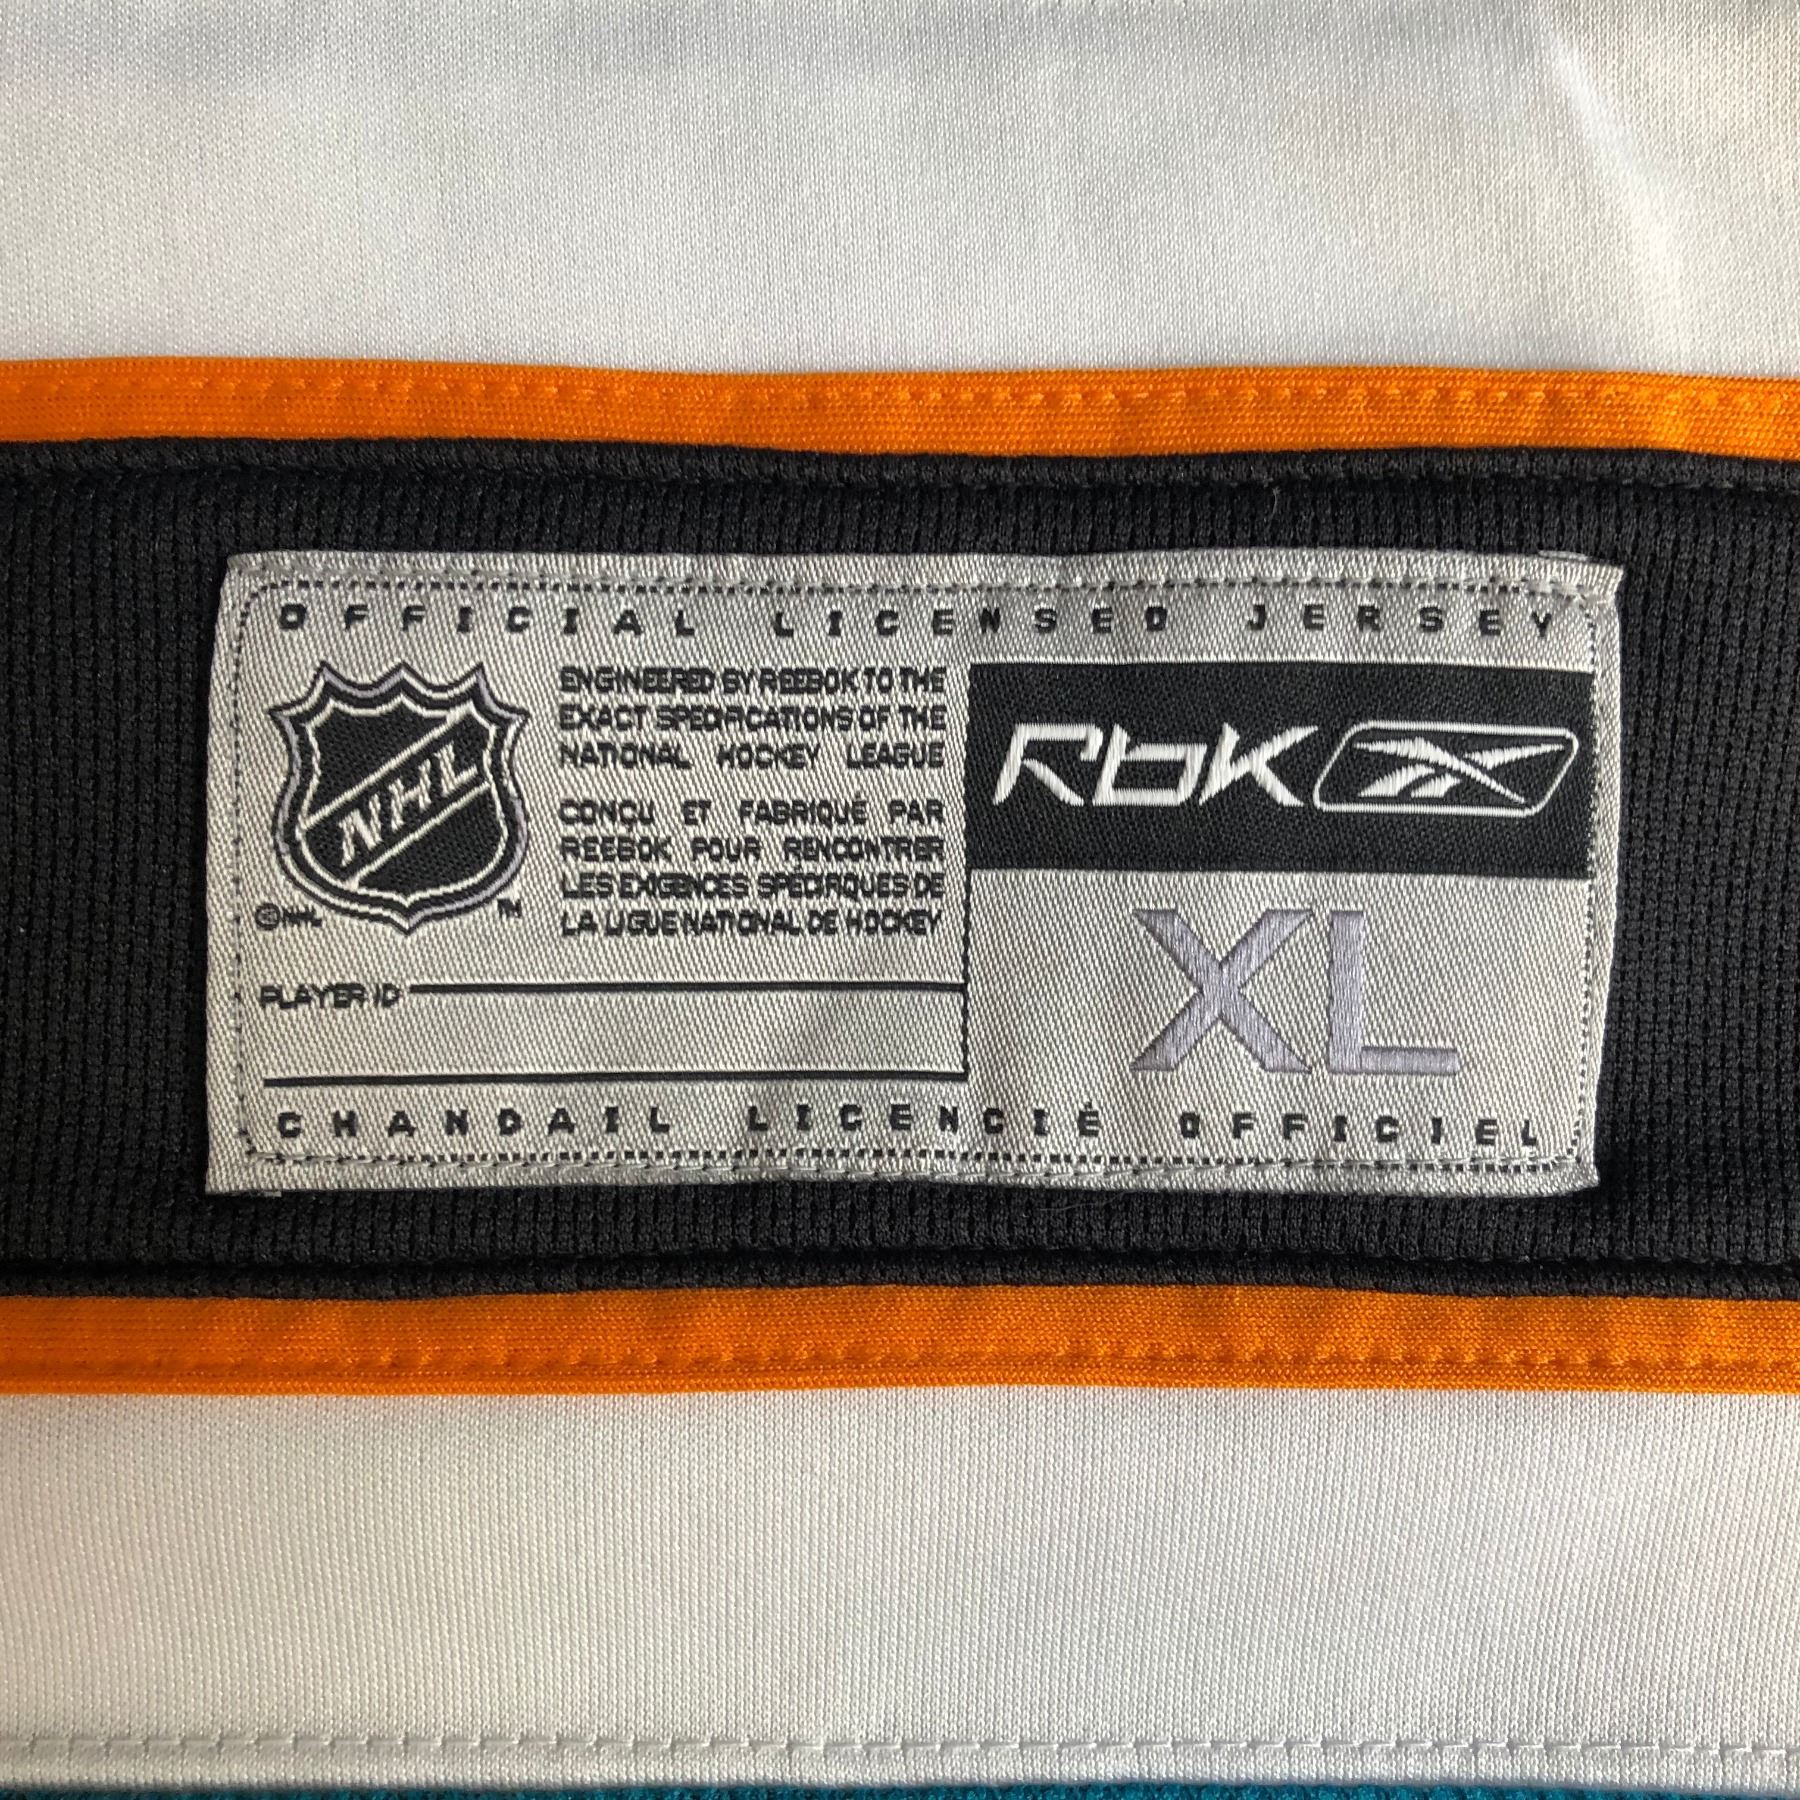 OFFICIAL LICENSED JERSEY
NHL
©NHL
TM
ENGINEERED BY REEBOK TO THE
EXACT SPECIFICATIONS OF THE
NATIONAL HOCKEY LEAGUE
CONÇU ET FABRIQUÉ PAR
REEBOK POUR RENCONTRER
LES EXIGENCES SPÉCIFIQUES DE
LA LIGUE NATIONAL DE HOCKEY
PLAYER ID
Rbk
XL
CHANDAIL LICENCIÉ OFFICIEL